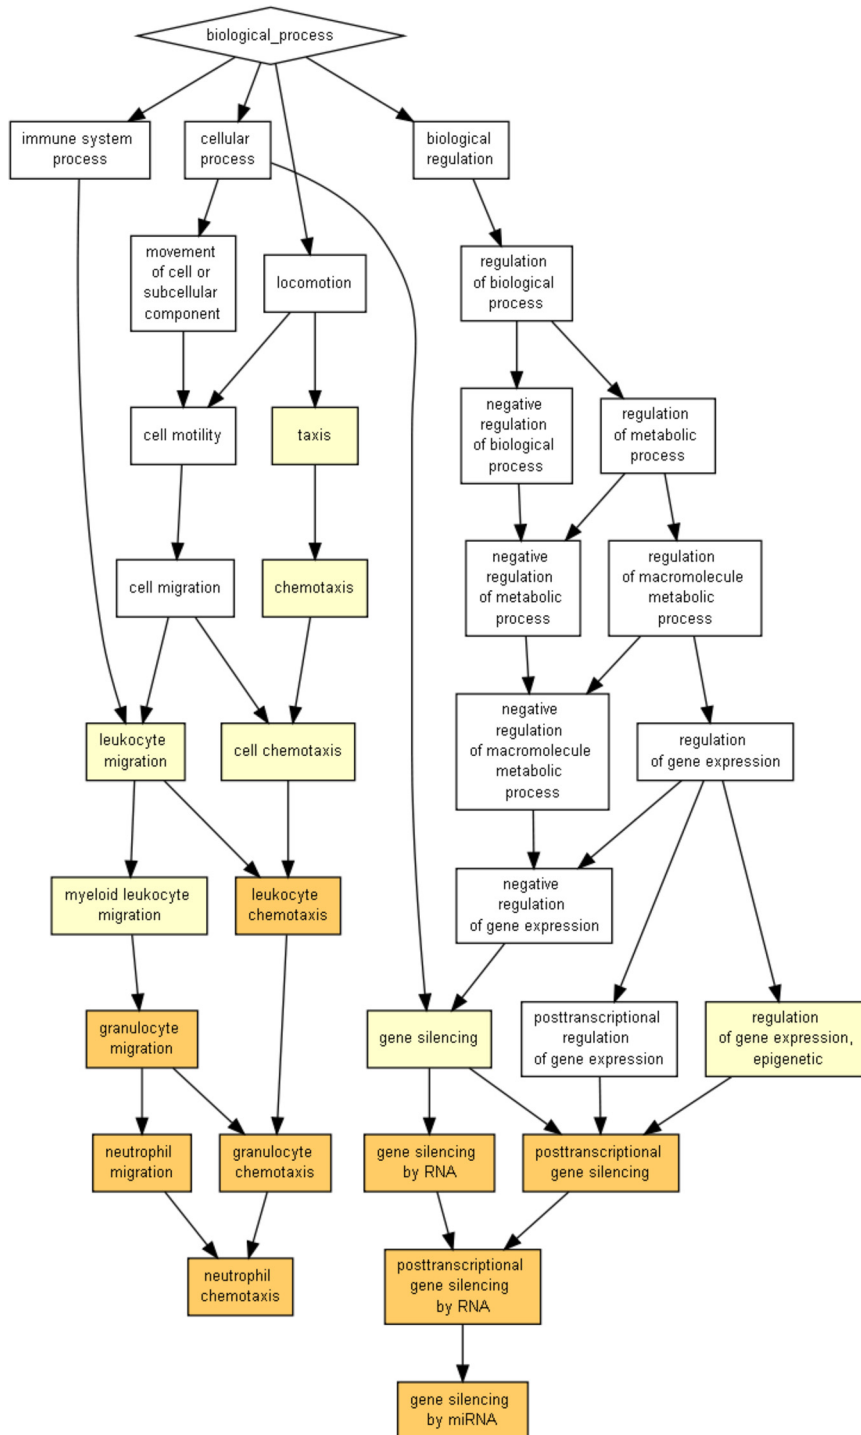 biological_process
immune system
process
cellular
process
biological
regulation
movement
of cell or
subcellular
component
locomotion
regulation
of biological
process
cell motility
taxis
negative
regulation
of biological
process
regulation
of metabolic
process
cell migration
chemotaxis
negative
regulation
of metabolic
process
regulation
of macromolecule
metabolic
process
leukocyte
migration
cell chemotaxis
negative
regulation
of macromolecule
metabolic
process
regulation
of gene expression
myeloid leukocyte
migration
leukocyte
chemotaxis
negative
regulation
of gene expression
granulocyte
migration
gene silencing
posttranscriptional
regulation
of gene expression
regulation
of gene expression,
epigenetic
neutrophil
migration
granulocyte
chemotaxis
gene silencing
by RNA
posttranscriptional
gene silencing
neutrophil
chemotaxis
posttranscriptional
gene silencing
by RNA
gene silencing
by miRNA